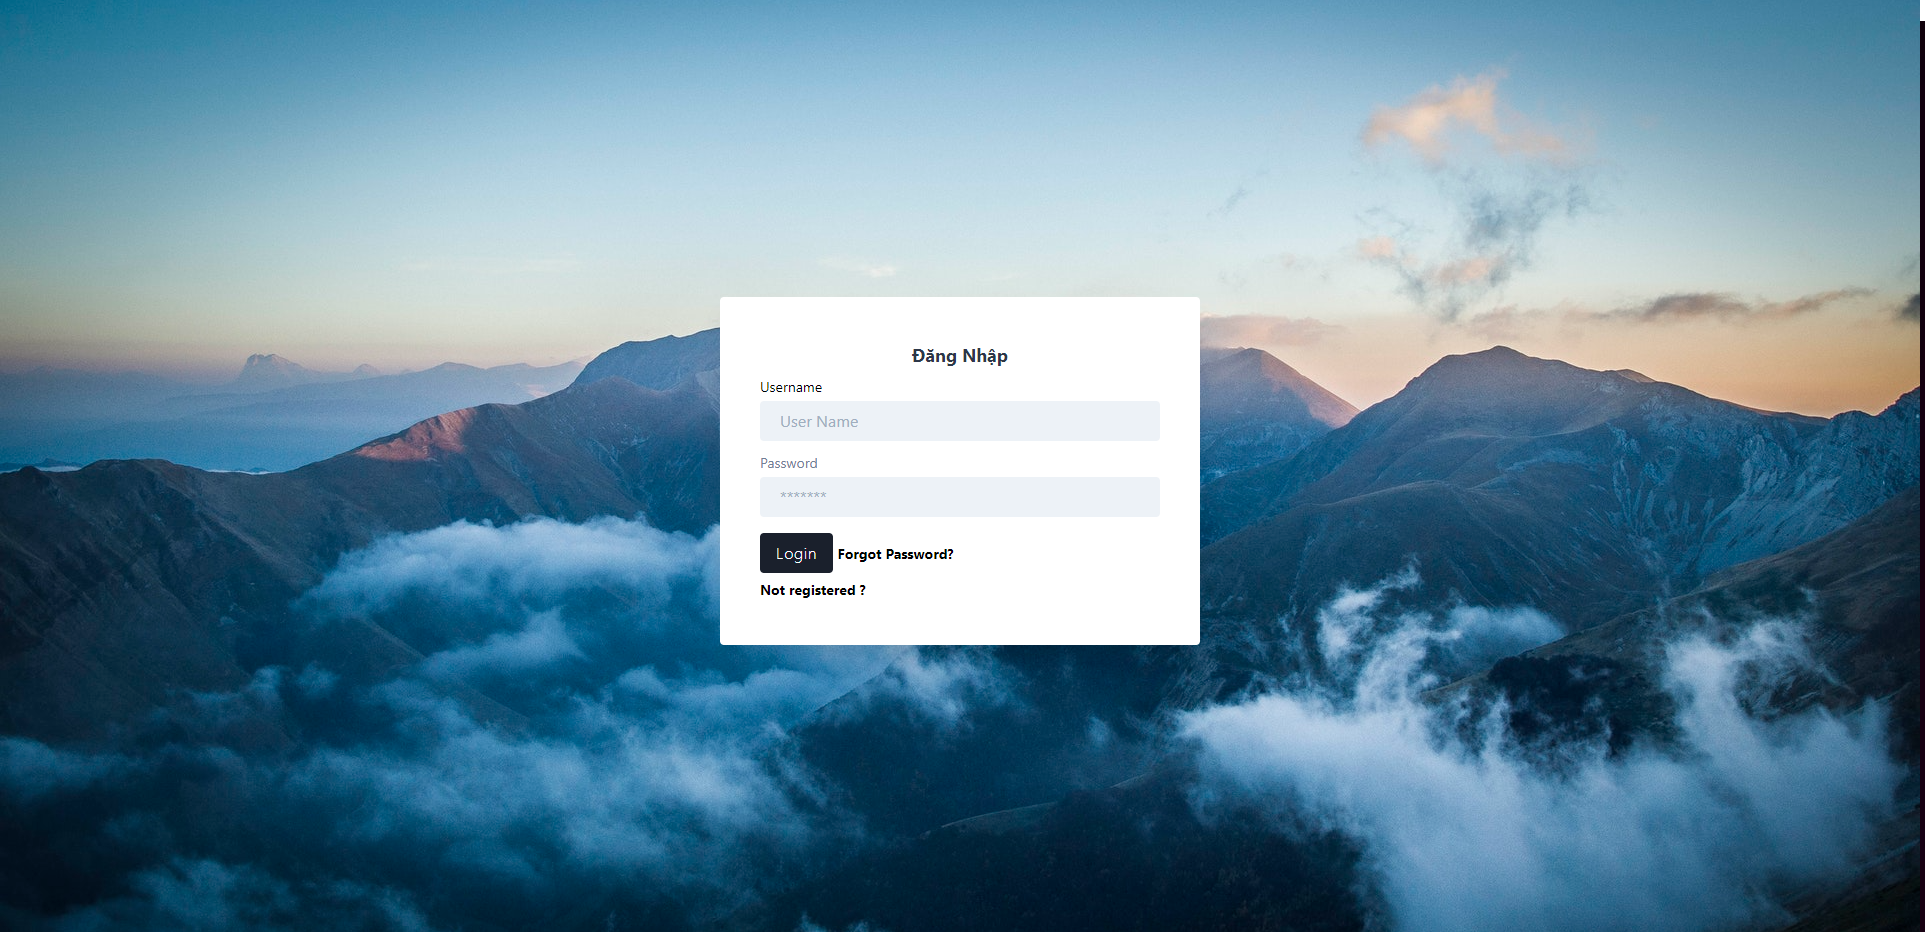 Đăng Nhập
Username
User Name
Password
*******
Login Forgot Password?
Not registered ?